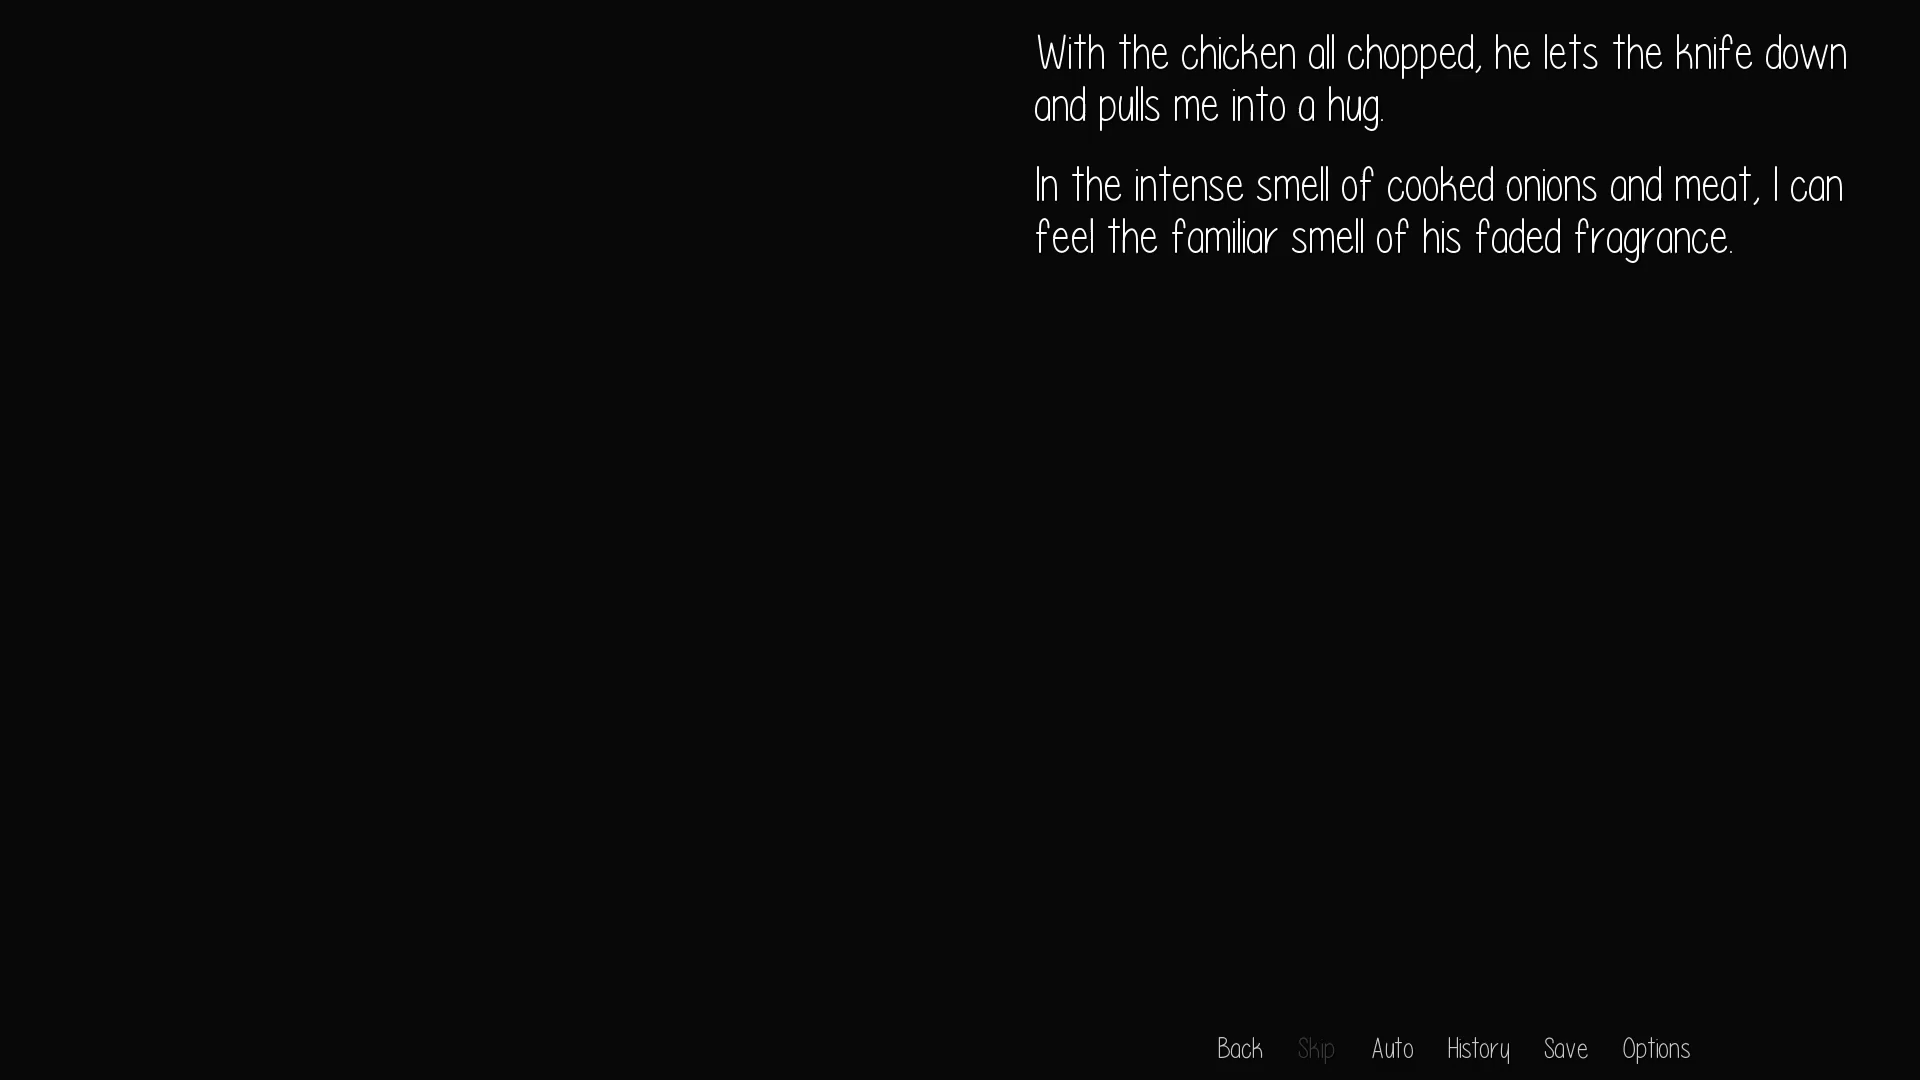 With the chicken all chopped, he lets the knife down
and pulls me into a hug.
In the intense smell of cooked onions and meat, I can
feel the familiar smell of his faded fragrance.
Back Skip Auto History Save Options